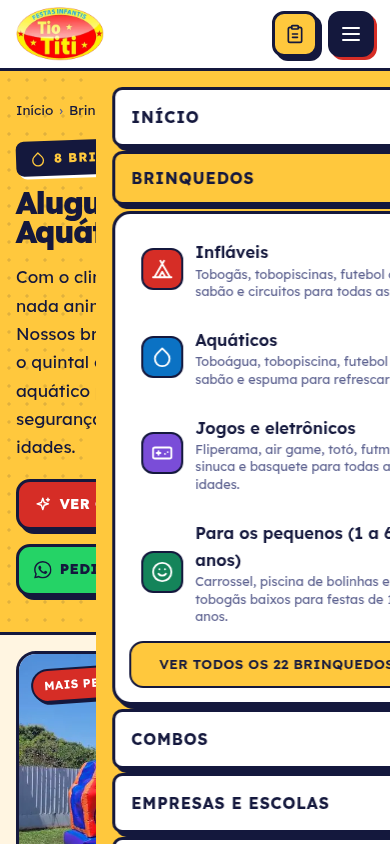 FESTAS INFANTIS
Tio
Titi
Início › Brin
INÍCIO
BRINQUEDOS
8 BRI
Alugu
Aquát
Com o clim
nada anim
Nossos br
o quintal
aquático
segurança
idades.
VER
PEDI
MAIS PE
Infláveis
Tobogãs, tobopiscinas, futebol
sabão e circuitos para todas as
Aquáticos
Toboágua, tobopiscina, futebol
sabão e espuma para refrescar
Jogos e eletrônicos
Fliperama, air game, totó, futm
sinuca e basquete para todas a
idades.
Para os pequenos (1 a 6
anos)
Carrossel, piscina de bolinhas e
tobogãs baixos para festas de 1
anos.
VER TODOS OS 22 BRINQUEDOS
COMBOS
EMPRESAS E ESCOLAS